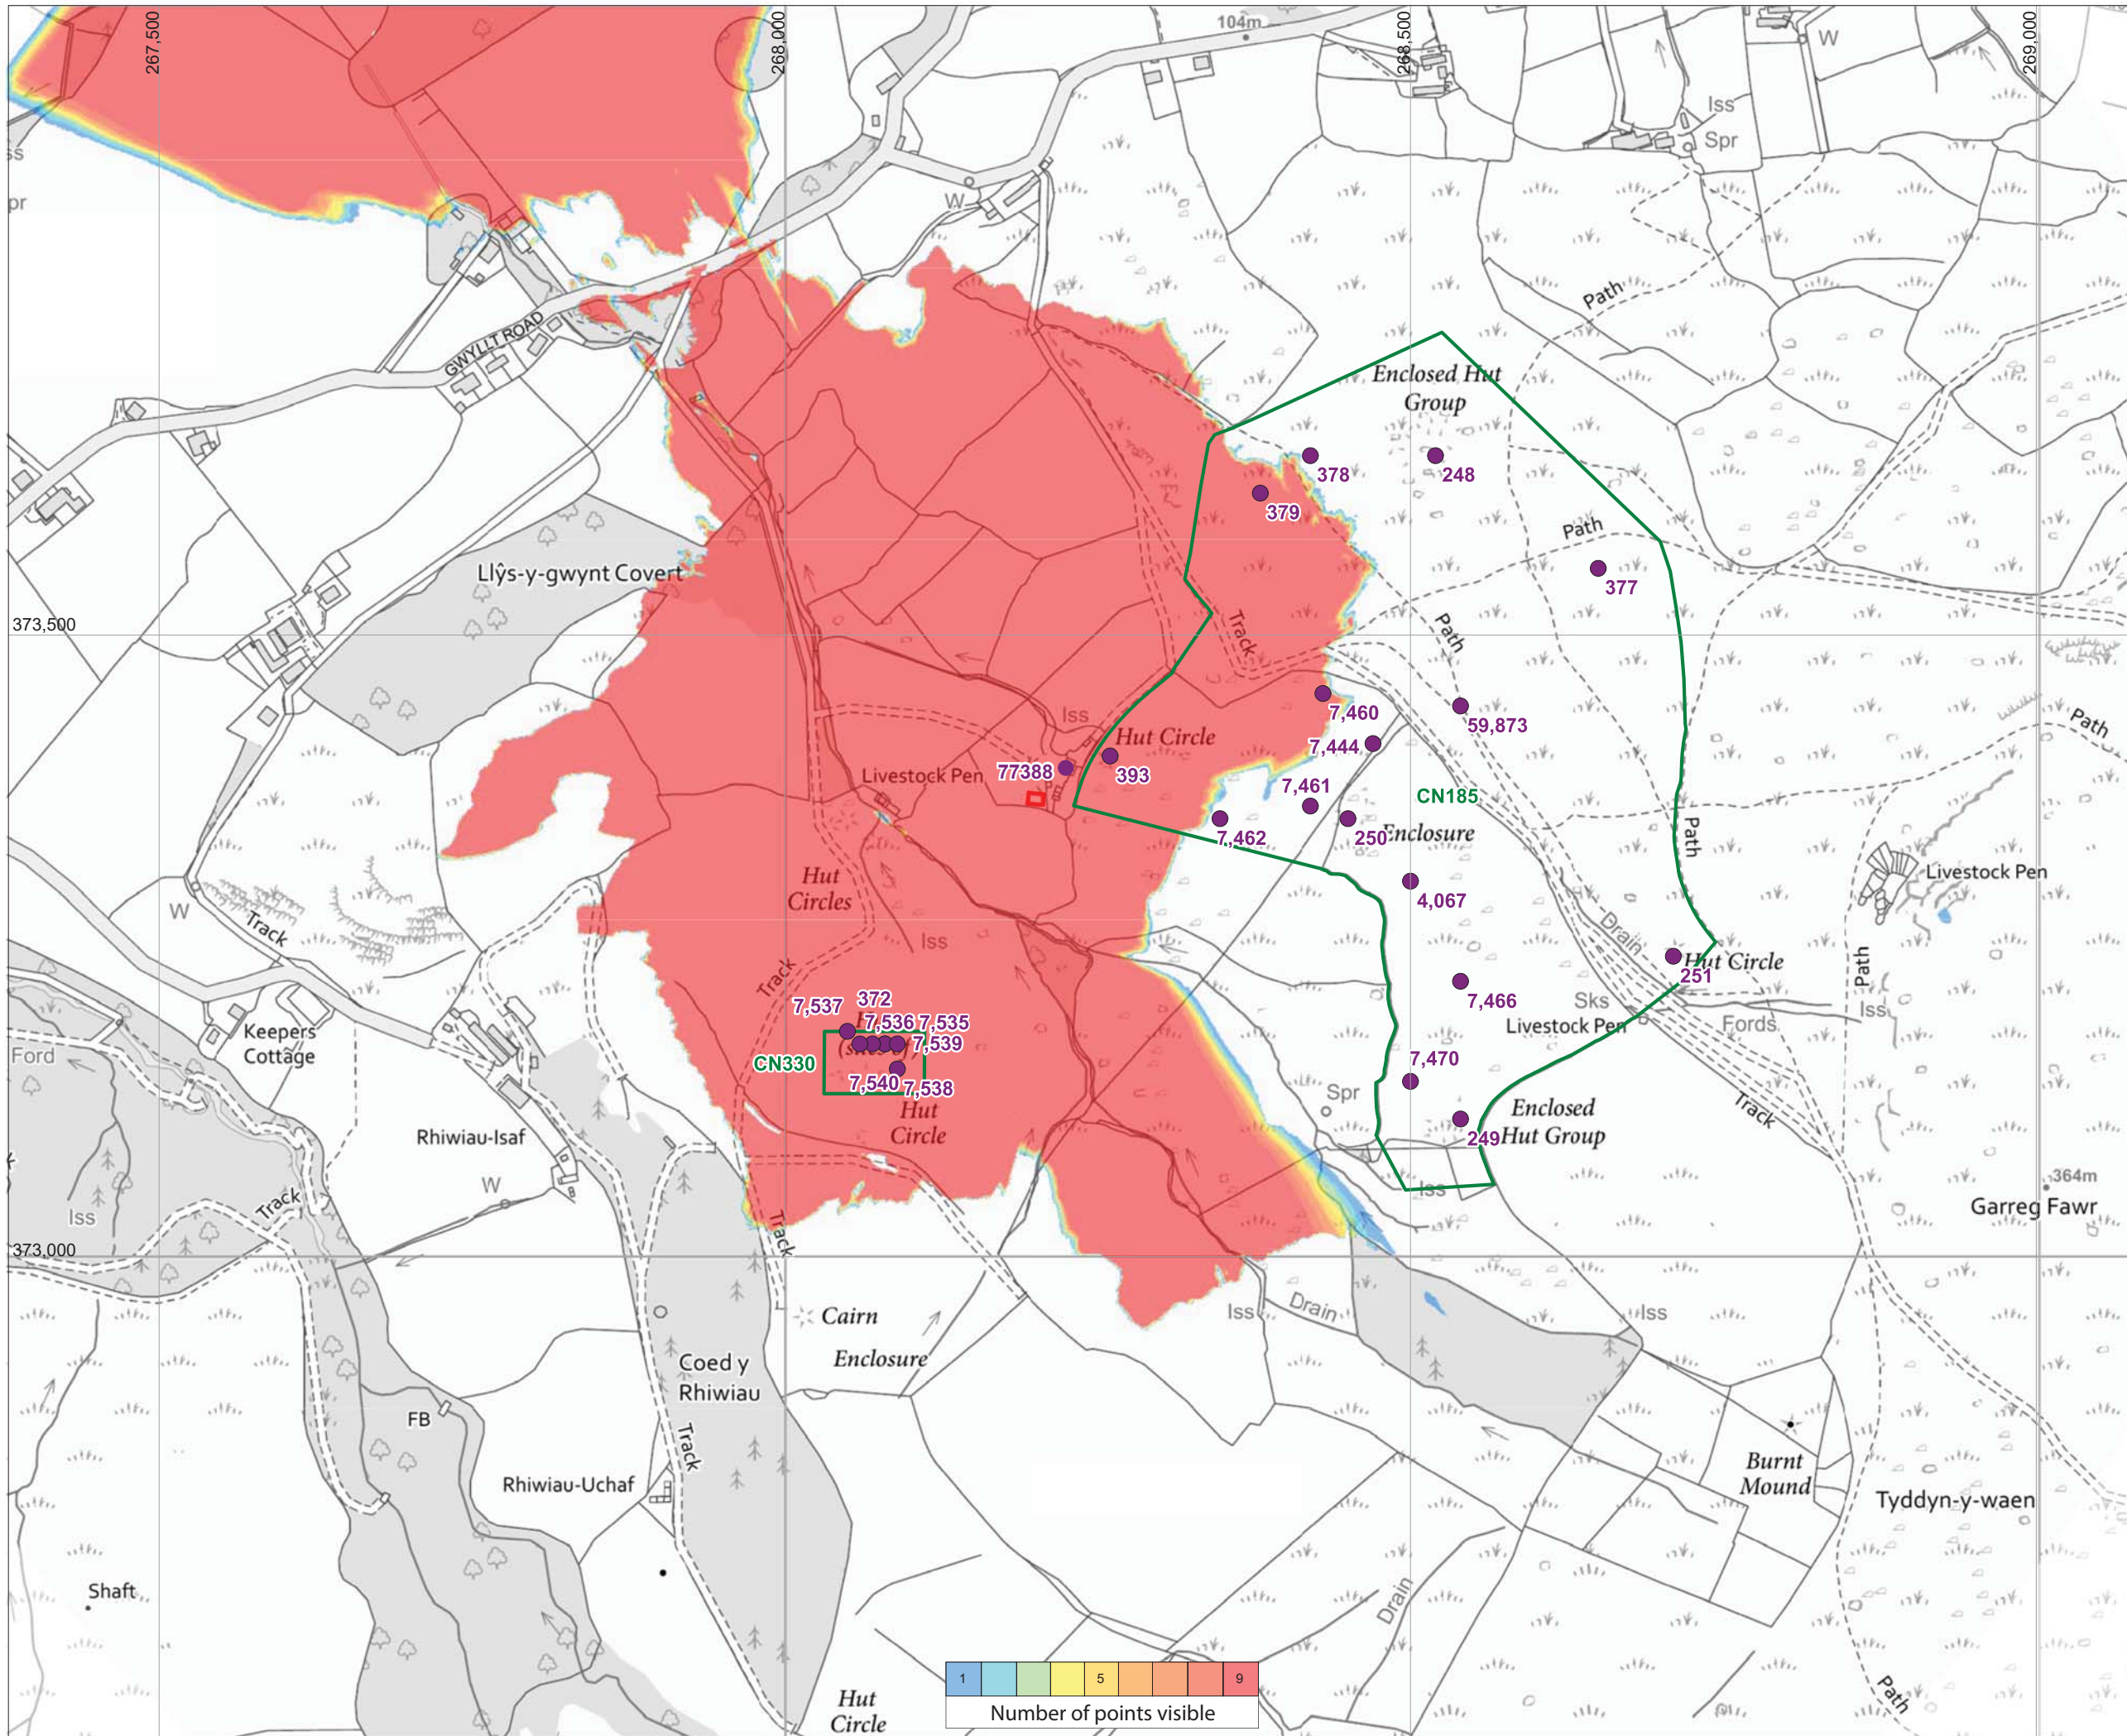 267,500
268,000
268,500
269,000
104m
W
Iss
Spr
ss
pr
W
Path
GWYLLT ROAD
Enclosed Hut
Group
378
248
379
Path
377
Llŷs-y-gwynt Covert
373,500
Track
Path
Iss
7,460
59,873
Hut Circle
7,444
Path
77388
393
Livestock Pen
7,461
CN185
7,462
250
Enclosure
Path
Livestock Pen
Hut
Circles
4,067
W
Track
Drain
Iss
Hut Circle
251
Path
Track
7,466
Sks
Livestock Pen
Fords
Iss
7,537
372
7,536
7,535
7,539
Keepers
Cottage
Ford
CN330
7,540
7,538
7,470
Spr
Hut
Circle
Enclosed
Hut Group
249
Track
Rhiwiau-Isaf
W
Track
Iss
Track
Iss
364m
Garreg Fawr
373,000
Cairn
Iss
Drain
Iss
Enclosure
Coed y
Rhiwiau
FB
Track
Burnt
Mound
Rhiwiau-Uchaf
Tyddyn-y-waen
Shaft
Drain
Hut
Circle
Path
1
5
9
Number of points visible